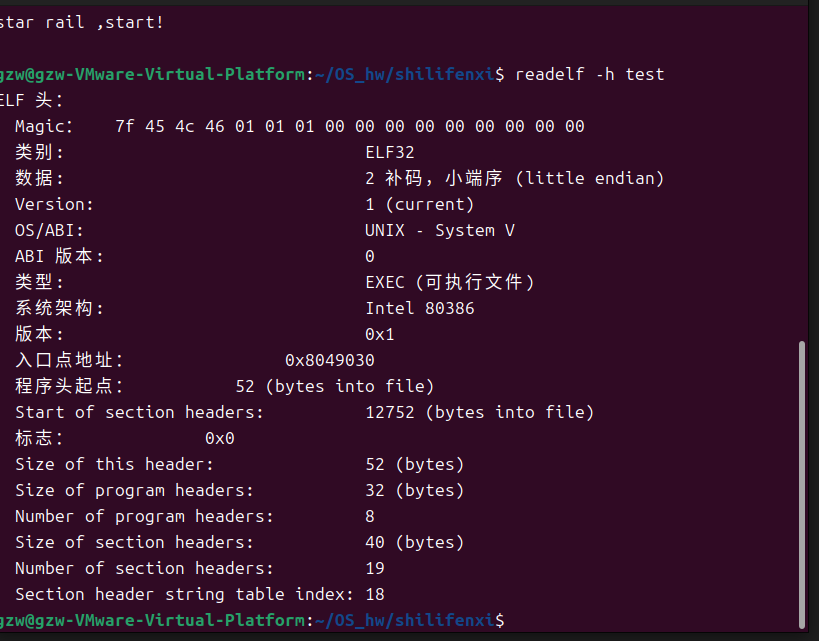 star rail ,start!
gzw@gzw-VMware-Virtual-Platform:~/OS_hw/shilifenxi$ readelf -h test
ELF 头：
Magic： 7f 45 4c 46 01 01 01 00 00 00 00 00 00 00 00 00
类别: ELF32
数据: 2 补码，小端序 (little endian)
Version: 1 (current)
OS/ABI: UNIX - System V
ABI 版本: 0
类型: EXEC (可执行文件)
系统架构: Intel 80386
版本: 0x1
入口点地址： 0x8049030
程序头起点： 52 (bytes into file)
Start of section headers: 12752 (bytes into file)
标志： 0x0
Size of this header: 52 (bytes)
Size of program headers: 32 (bytes)
Number of program headers: 8
Size of section headers: 40 (bytes)
Number of section headers: 19
Section header string table index: 18
gzw@gzw-VMware-Virtual-Platform:~/OS_hw/shilifenxi$